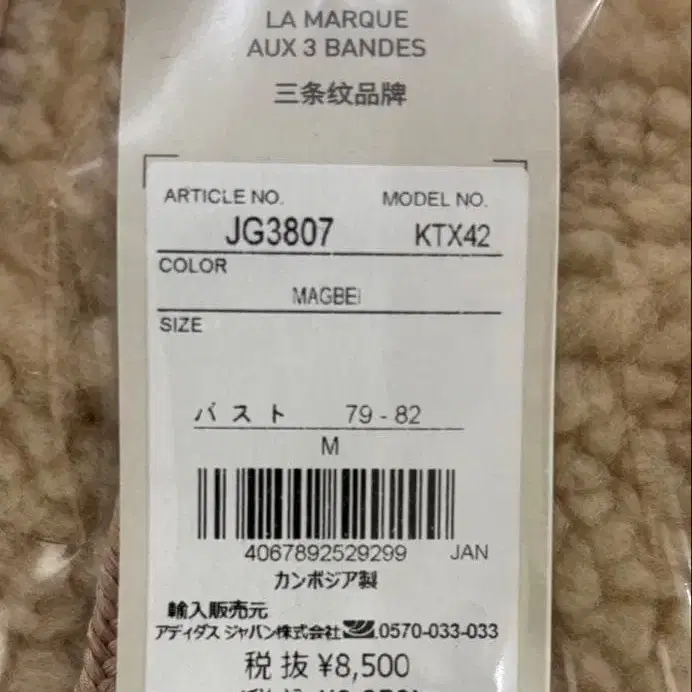 LA MARQUE
AUX 3 BANDES
三条纹品牌
ARTICLE NO. MODEL NO.
JG3807 KTX42
COLOR
MAGBEI
SIZE
バスト 79 - 82
M
4067892529299 JAN
カンボジア製
輸入販売元
アディダス ジャパン株式会社 0570-033-033
税 抜 ¥8,500